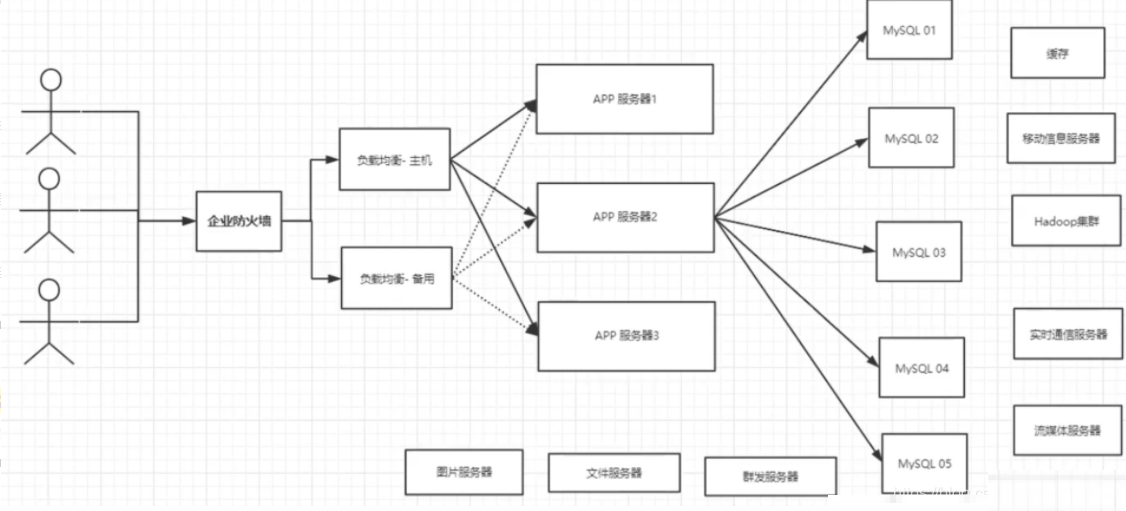 企业防火墙
负载均衡- 主机
负载均衡- 备用
APP 服务器1
APP 服务器2
APP 服务器3
MySQL 01
MySQL 02
MySQL 03
MySQL 04
MySQL 05
缓存
移动信息服务器
Hadoop集群
实时通信服务器
流媒体服务器
图片服务器
文件服务器
群发服务器